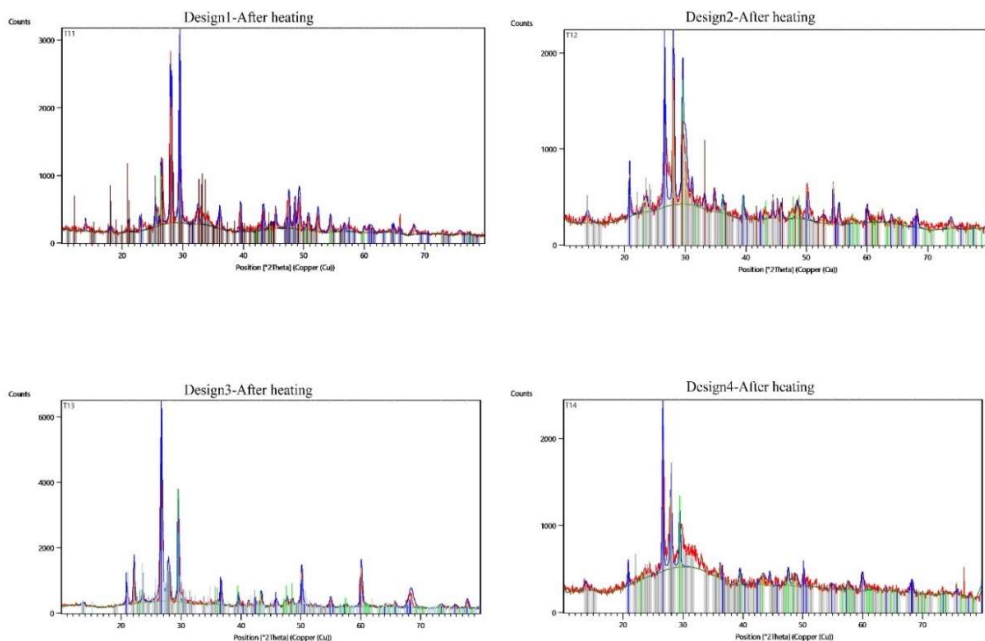 Design1-After heating
Counts
T11
3000
2000
1000
0
20
30
40
50
60
70
Position [°2Theta] (Copper (Cu)
Design2-After heating
Counts
T12
2000
1000
0
20
30
40
50
60
70
Position [°2Theta] (Copper (Cu)
Design3-After heating
Counts
T13
6000
4000
2000
0
20
30
40
50
60
70
Position [°2Theta] (Copper (Cu)
Design4-After heating
Counts
T14
2000
1000
0
20
30
40
50
60
70
Position [°2Theta] (Copper (Cu)